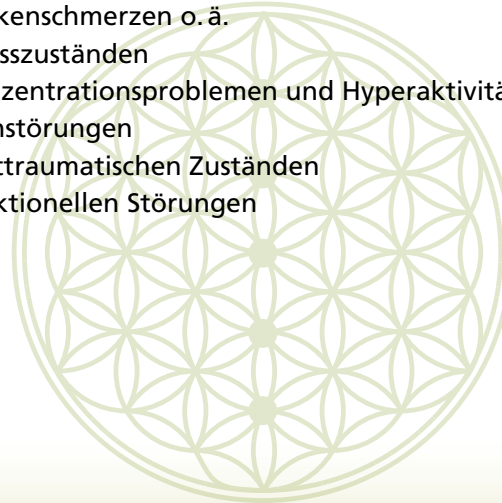 kenschmerzen o. ä.
sszuständen
zentrationsproblemen und Hyperaktivitä
nstörungen
ttraumatischen Zuständen
ktionellen Störungen